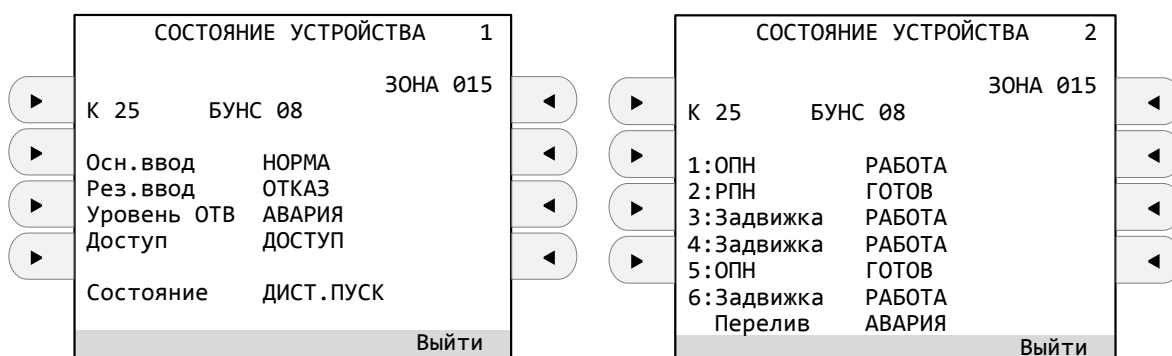 СОСТОЯНИЕ УСТРОЙСТВА 1
ЗОНА 015
К 25 БУНС 08
Осн.ввод НОРМА
Рез.ввод ОТКАЗ
Уровень ОТВ АВАРИЯ
Доступ ДОСТУП
Состояние ДИСТ.ПУСК
Выйти
СОСТОЯНИЕ УСТРОЙСТВА 2
ЗОНА 015
К 25 БУНС 08
1:ОПН РАБОТА
2:РПН ГОТОВ
3:Задвижка РАБОТА
4:Задвижка РАБОТА
5:ОПН ГОТОВ
6:Задвижка РАБОТА
Перелив АВАРИЯ
Выйти